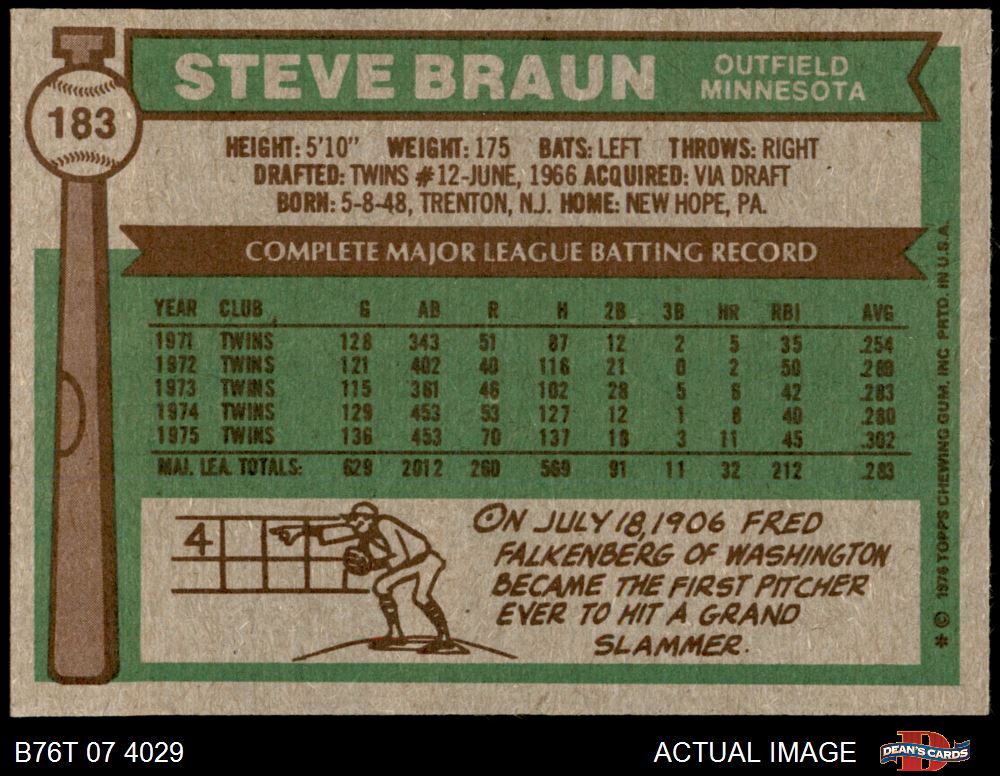 183
STEVE BRAUN
OUTFIELD
MINNESOTA
HEIGHT: 5'10" WEIGHT: 175 BATS: LEFT THROWS: RIGHT
DRAFTED: TWINS #12-JUNE, 1966 ACQUIRED: VIA DRAFT
BORN: 5-8-48, TRENTON, N.J. HOME: NEW HOPE, PA.
COMPLETE MAJOR LEAGUE BATTING RECORD
YEAR CLUB G AB R H 2B 3B HR RBI AVG
1971 TWINS 128 343 51 87 12 2 5 35 .254
1972 TWINS 121 402 40 116 21 0 2 50
1973 TWINS 115 361 46 102 28 5 6 42 .283
1974 TWINS 129 453 53 127 12 1 8 40 .280
1975 TWINS 136 453 70 137 18 3 11 45 .302
MAJ. LEA. TOTALS: 629 2012 260 569 91 11 32 212 .283
4
ON JULY 18, 1906 FRED
FALKENBERG OF WASHINGTON
BECAME THE FIRST PITCHER
EVER TO HIT A GRAND
SLAMMER.
* © 1976 TOPPS CHEWING GUM, INC PRTD. IN U.S.A.
B76T 07 4029
ACTUAL IMAGE
D
DEAN'S CARDS